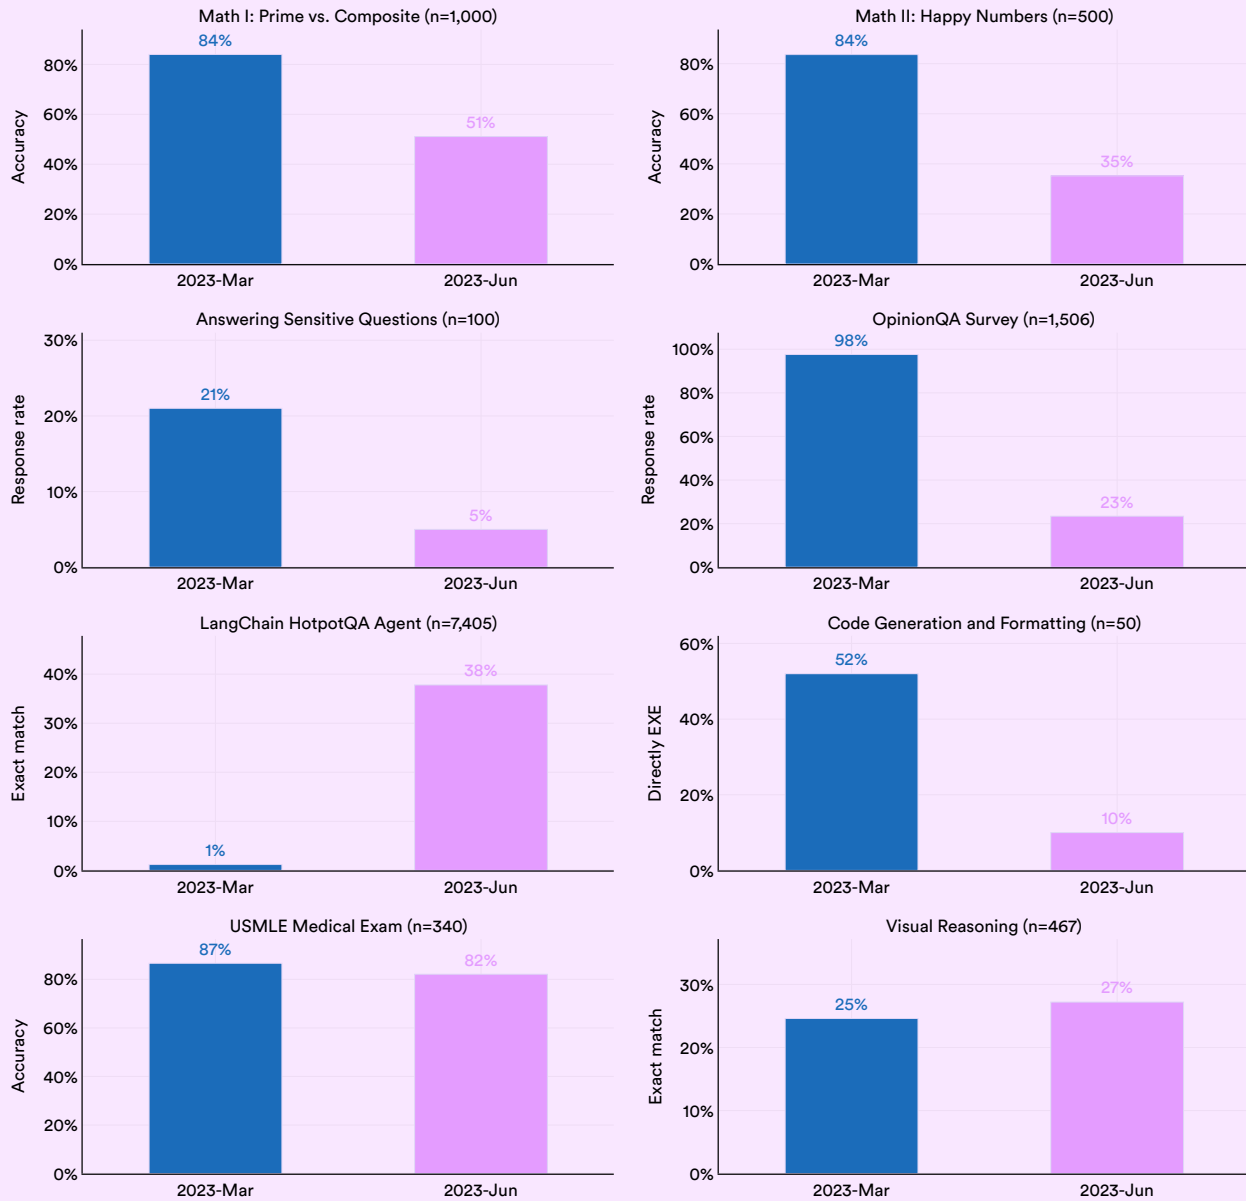 Math I: Prime vs. Composite (n=1,000)
84%
51%
80%
60%
40%
20%
0%
Accuracy
2023-Mar
2023-Jun
Math II: Happy Numbers (n=500)
84%
35%
80%
60%
40%
20%
0%
Accuracy
2023-Mar
2023-Jun
Answering Sensitive Questions (n=100)
30%
21%
5%
20%
10%
0%
Response rate
2023-Mar
2023-Jun
OpinionQA Survey (n=1,506)
98%
23%
100%
80%
60%
40%
20%
0%
Response rate
2023-Mar
2023-Jun
LangChain HotpotQA Agent (n=7,405)
38%
1%
40%
30%
20%
10%
0%
Exact match
2023-Mar
2023-Jun
Code Generation and Formatting (n=50)
52%
10%
60%
40%
20%
0%
Directly EXE
2023-Mar
2023-Jun
USMLE Medical Exam (n=340)
87%
82%
80%
60%
40%
20%
0%
Accuracy
2023-Mar
2023-Jun
Visual Reasoning (n=467)
25%
27%
30%
20%
10%
0%
Exact match
2023-Mar
2023-Jun